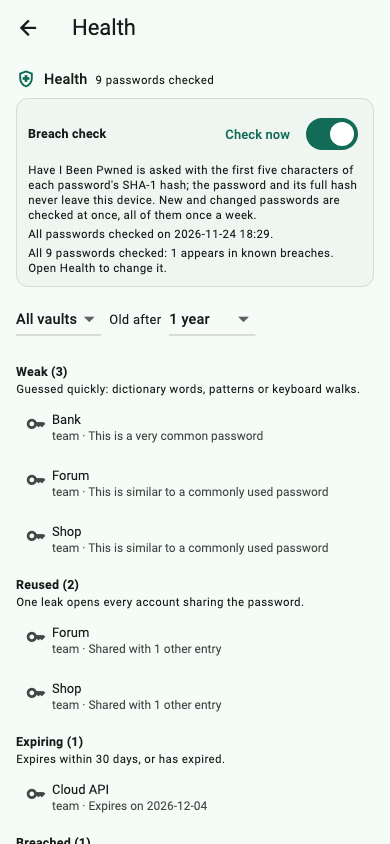 Health
Health 9 passwords checked
Breach check Check now
Have I Been Pwned is asked with the first five characters of
each password's SHA-1 hash; the password and its full hash
never leave this device. New and changed passwords are
checked at once, all of them once a week.
All passwords checked on 2026-11-24 18:29.
All 9 passwords checked: 1 appears in known breaches.
Open Health to change it.
All vaults Old after 1 year
Weak (3)
Guessed quickly: dictionary words, patterns or keyboard walks.
Bank
team · This is a very common password
Forum
team · This is similar to a commonly used password
Shop
team · This is similar to a commonly used password
Reused (2)
One leak opens every account sharing the password.
Forum
team · Shared with 1 other entry
Shop
team · Shared with 1 other entry
Expiring (1)
Expires within 30 days, or has expired.
Cloud API
team · Expires on 2026-12-04
Breached (1)